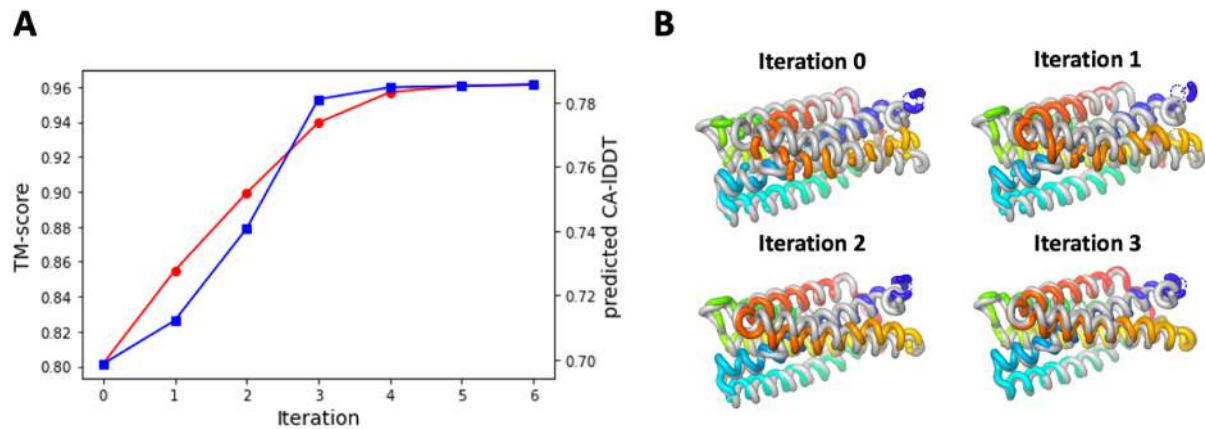 A
B
TM-score
0.96
0.94
0.92
0.90
0.88
0.86
0.84
0.82
0.80
0 1 2 3 4 5 6
Iteration
0.78
0.76
0.74
0.72
0.70
predicted CA-lDDT
Iteration 0 Iteration 1
Iteration 2 Iteration 3